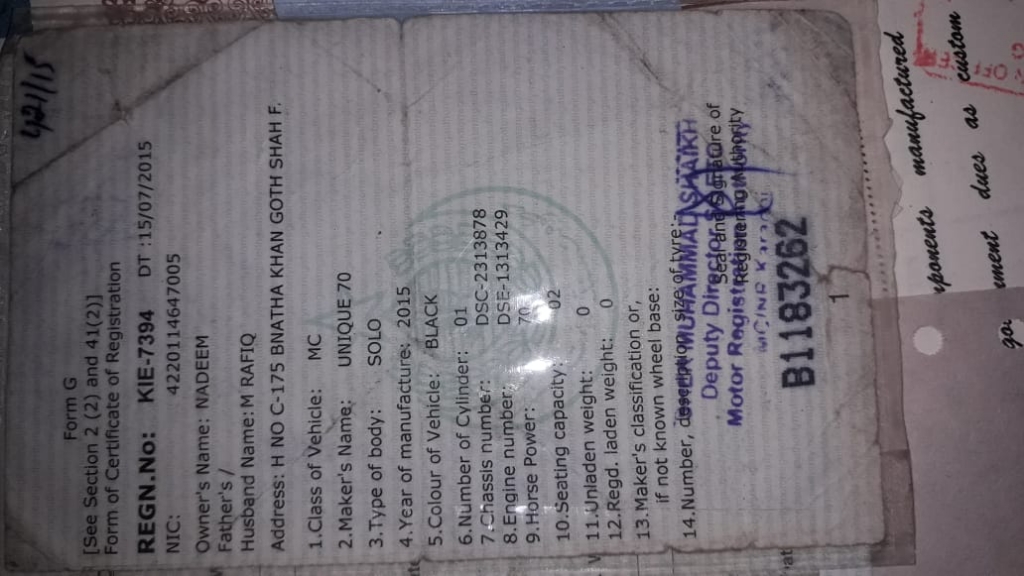 421/15
Form G
[See Section 2 (2) and 41(2)]
Form of Certificate of Registration
REGN.No: KIE-7394 DT :15/07/2015
NIC: 4220114647005
Owner's Name: NADEEM
Father's /
Husband Name: M RAFIQ
Address: H NO C-175 BNATHA KHAN GOTH SHAH F.
1.Class of Vehicle: MC
2.Maker's Name: UNIQUE 70
3.Type of body: SOLO
4.Year of manufacture: 2015
5.Colour of Vehicle: BLACK
6.Number of Cylinder: 01
7.Chassis number: DSC-2313878
8.Engine number: DSE-1313429
9.Horse Power: 70
10.Seating capacity: 02
11.Unladen weight: 0
12.Regd. laden weight: 0
13.Maker's classification or,
if not known wheel base:
14.Number, description, size of tyre:
MUHAMMAD SHAIKH
Deputy Director
Seal and Signature of
Motor Registration
Registering Authority
B1183262
1
ponents manufactured
ment dues as custom